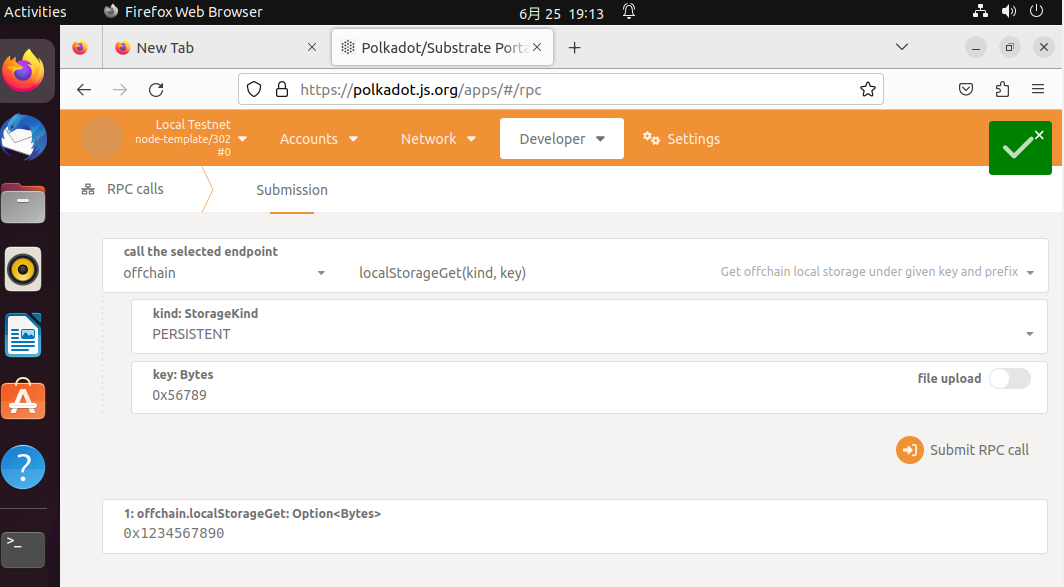 Activities
Firefox Web Browser
6月 25 19:13
New Tab
Polkadot/Substrate Porta
https://polkadot.js.org/apps/#/rpc
Local Testnet
node-template/302
#0
Accounts
Network
Developer
Settings
RPC calls
Submission
call the selected endpoint
offchain
localStorageGet(kind, key)
Get offchain local storage under given key and prefix
kind: StorageKind
PERSISTENT
key: Bytes
0x56789
file upload
Submit RPC call
1: offchain.localStorageGet: Option<Bytes>
0x1234567890